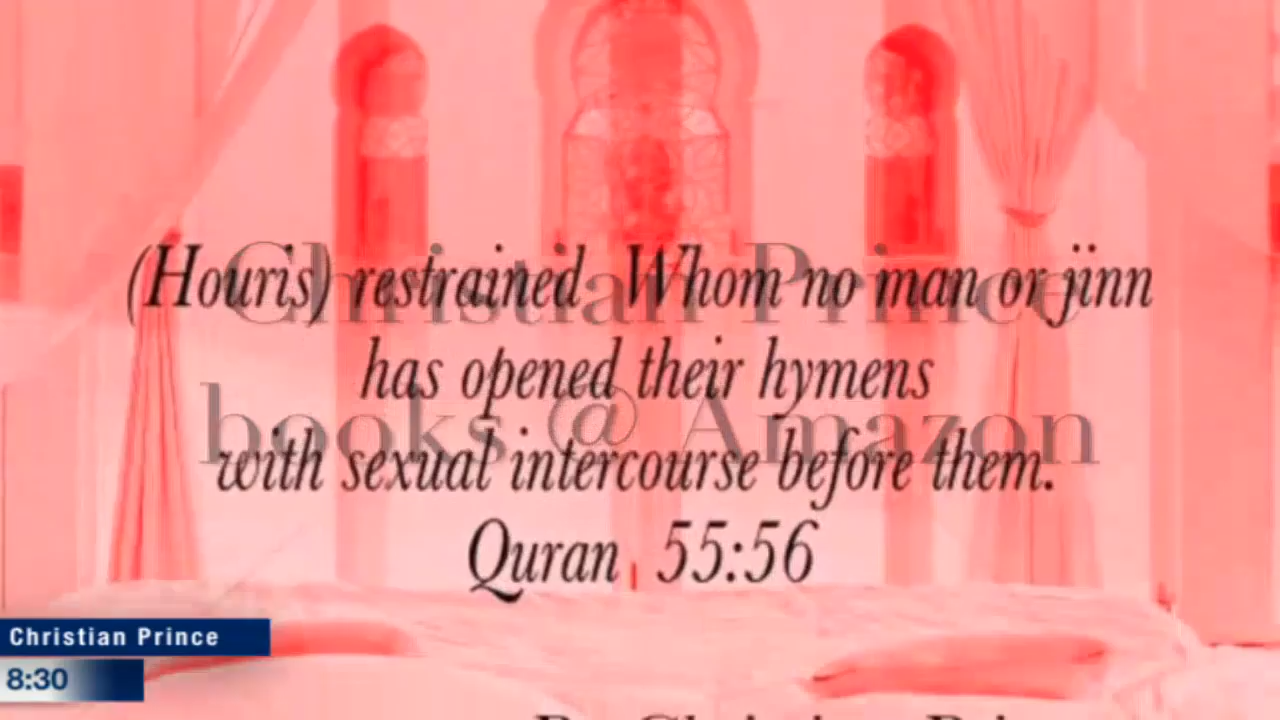 (Houris) restrained Whom no man or jinn
has opened their hymens
with sexual intercourse before them.
Quran 55:56
Christian Prince
books @ Amazon
Christian Prince
8:30